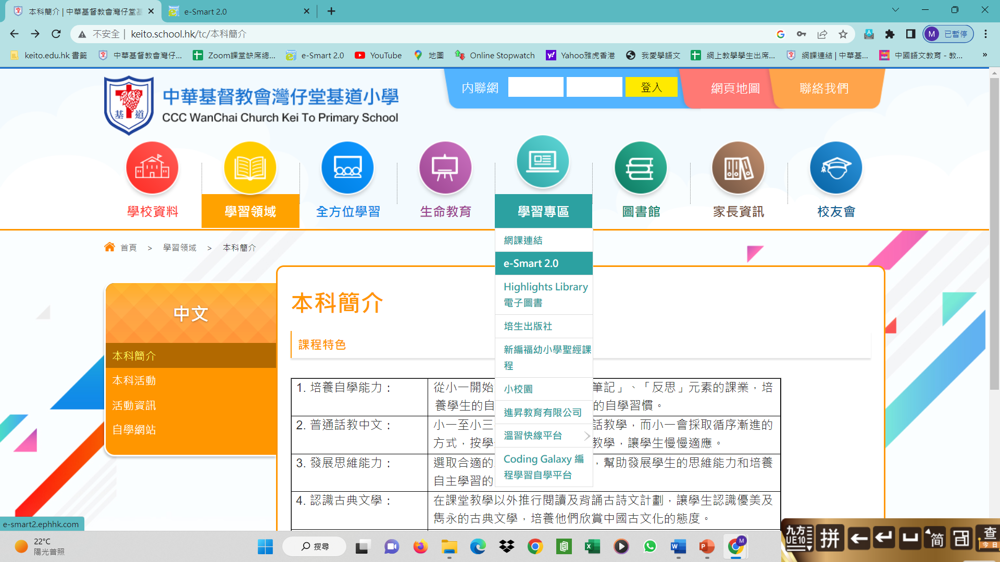 本科簡介 | 中華基督教會灣仔堂基
e-Smart 2.0
不安全 | keito.school.hk/tc/本科簡介
M 已暫停
keito.edu.hk 書籤
中華基督教會灣仔...
Zoom課堂缺席總...
e-Smart 2.0
YouTube
地圖
Online Stopwatch
Yahoo雅虎香港
我愛學語文
網上教學學生出席...
網課連結 | 中華基...
中國語文教育 - 教...
»
中華基督教會灣仔堂基道小學
CCC WanChai Church Kei To Primary School
基道
內聯網
登入
網頁地圖
聯絡我們
學校資料
學習領域
全方位學習
生命教育
學習專區
圖書館
家長資訊
校友會
首頁 > 學習領域 > 本科簡介
網課連結
e-Smart 2.0
Highlights Library
電子圖書
培生出版社
新編福幼小學聖經課
程
小校園
進昇教育有限公司
溫習快線平台
Coding Galaxy 編
程學習自學平台
中文
本科簡介
本科活動
活動資訊
自學網站
本科簡介
課程特色
1. 培養自學能力：
從小一開始 筆記」、「反思」元素的課業，培
養學生的自 的自學習慣。
2. 普通話教中文：
小一至小三 話教學，而小一會採取循序漸進的
方式，按學 教學，讓學生慢慢適應。
3. 發展思維能力：
選取合適的 ，幫助發展學生的思維能力和培養
自主學習的
4. 認識古典文學：
在課堂教學以外推行閱讀及背誦古詩文計劃，讓學生認識優美及
雋永的古典文學，培養他們欣賞中國古文化的態度。
e-smart2.ephhk.com
22°C
陽光普照
搜尋
M
九方
UE10
拼
简
查
今日